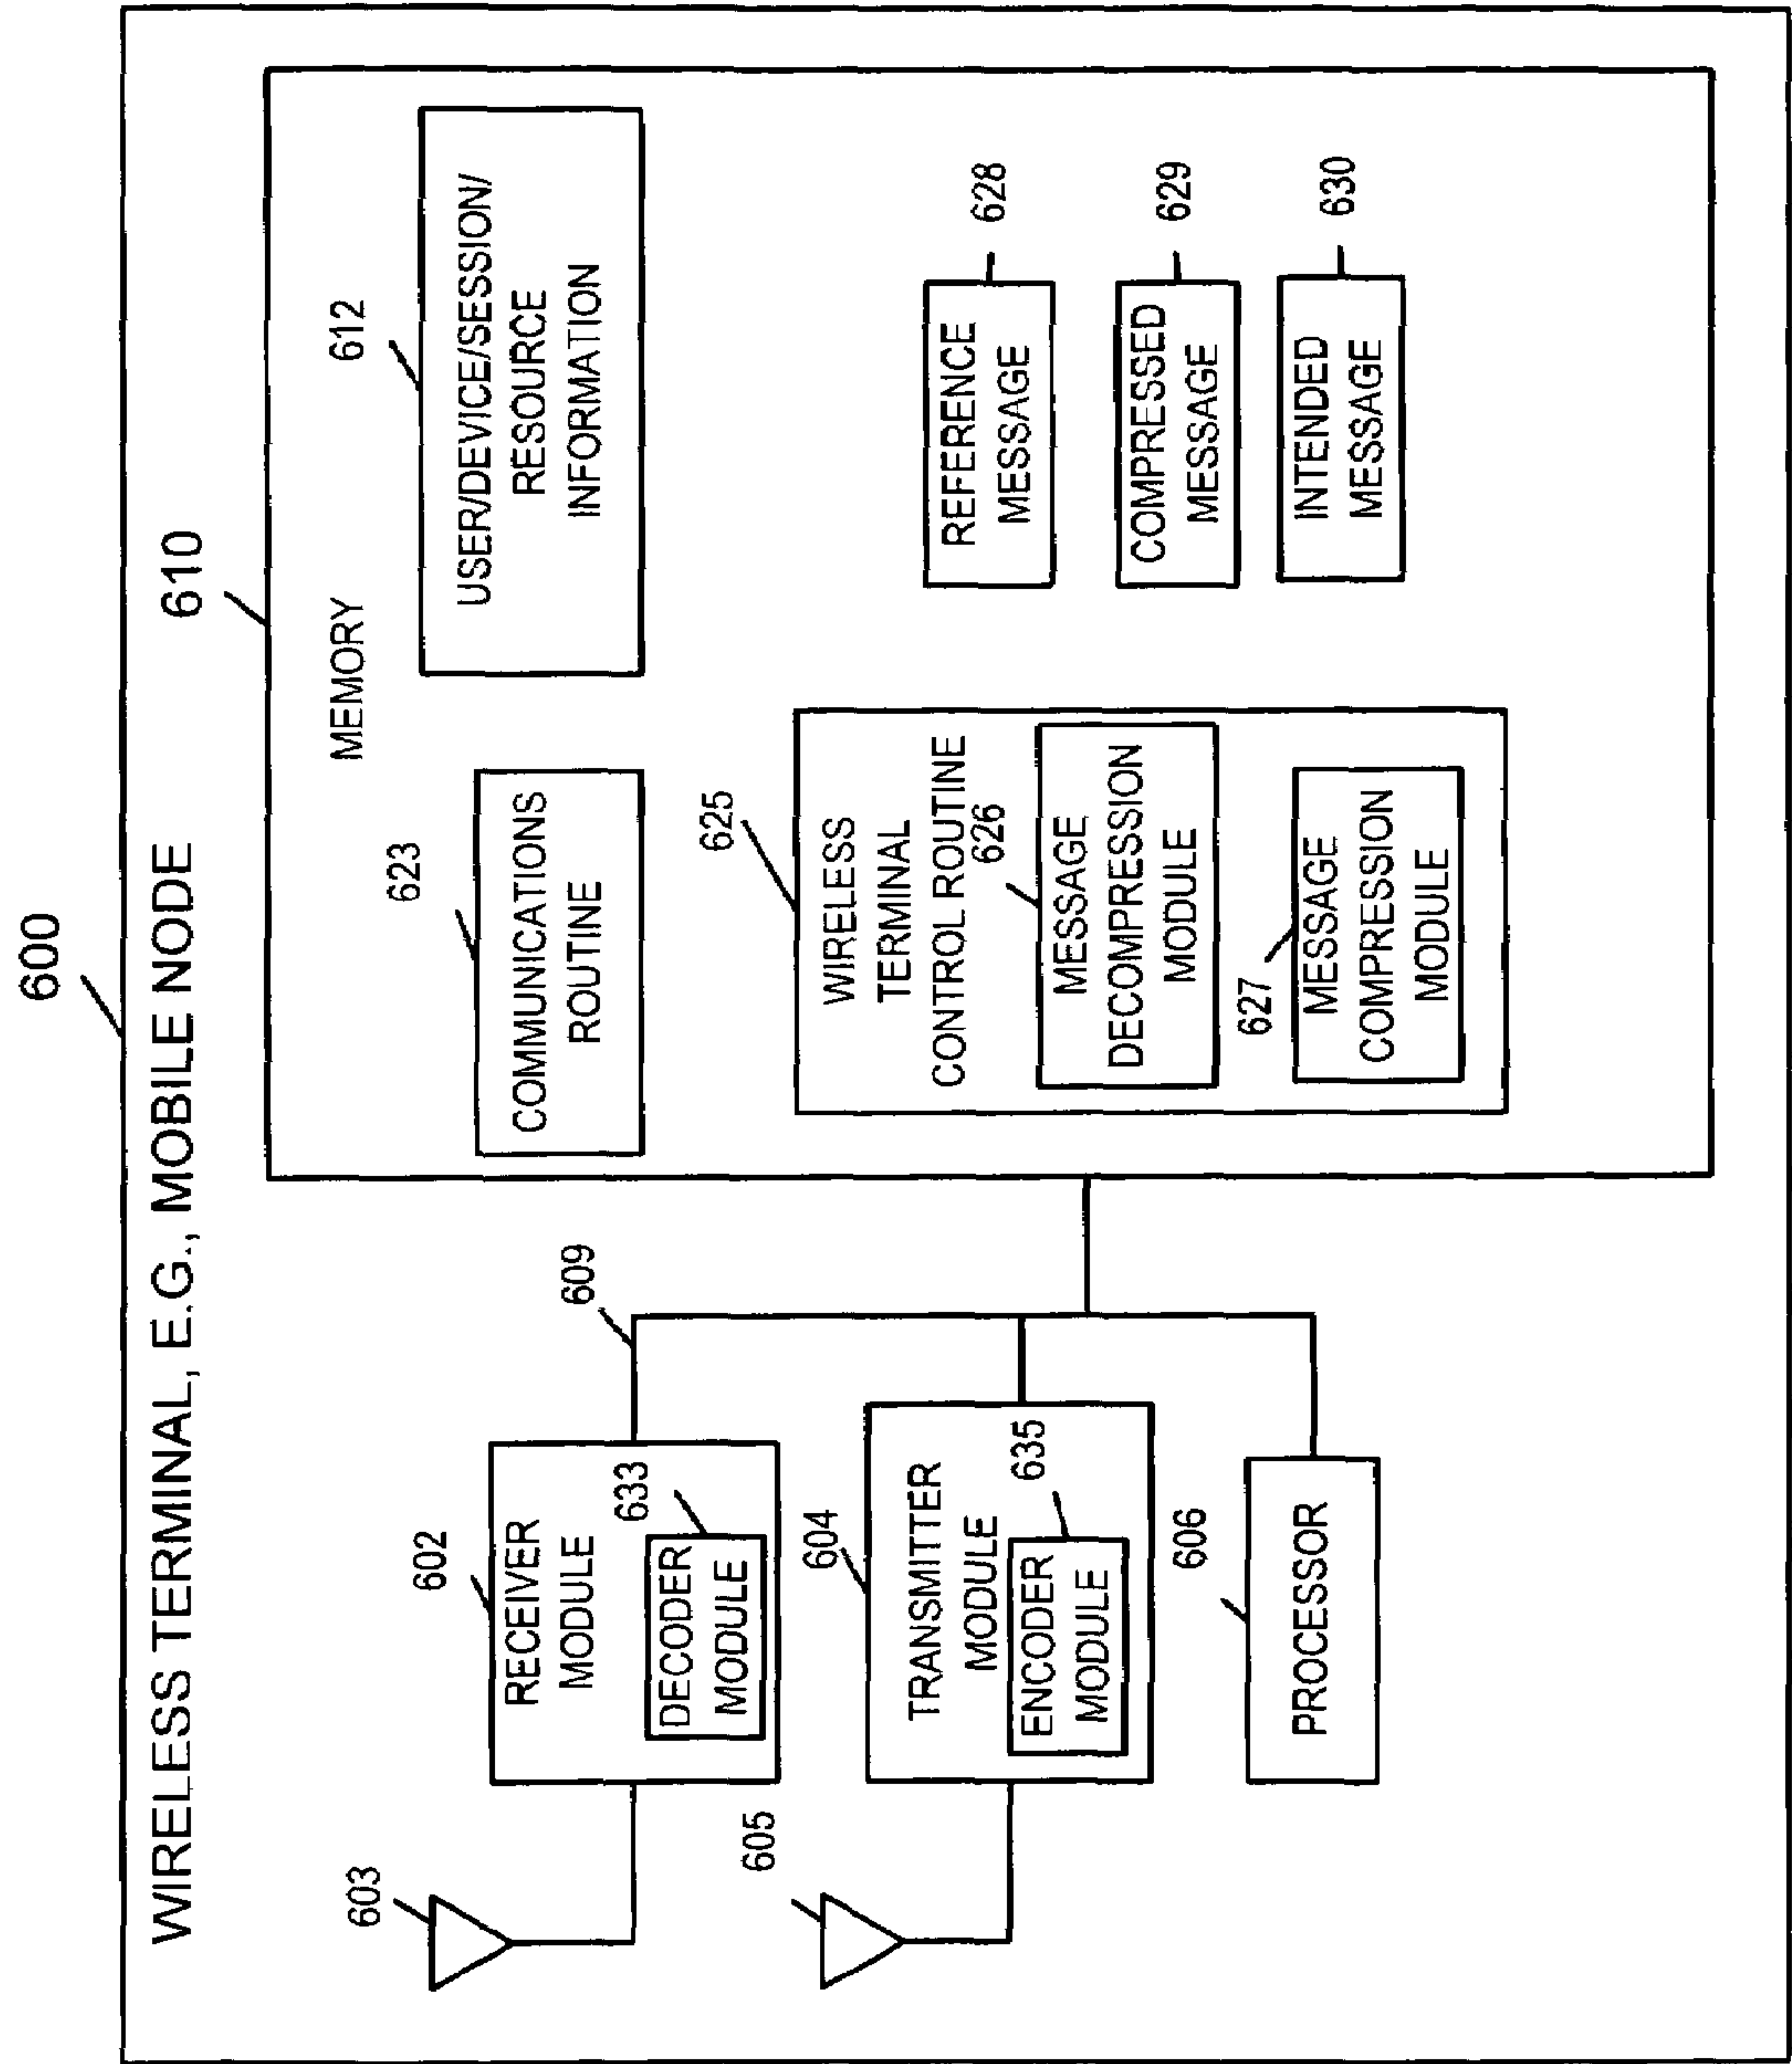 600
WIRELESS TERMINAL, E.G., MOBILE NODE
603
602
RECEIVER
MODULE
633
DECODER
MODULE
609
605
604
TRANSMITTER
MODULE
635
ENCODER
MODULE
606
PROCESSOR
610
MEMORY
623
COMMUNICATIONS
ROUTINE
612
USER/DEVICE/SESSION/
RESOURCE
INFORMATION
625
WIRELESS
TERMINAL
CONTROL ROUTINE
626
MESSAGE
DECOMPRESSION
MODULE
627
MESSAGE
COMPRESSION
MODULE
REFERENCE
MESSAGE
628
COMPRESSED
MESSAGE
629
INTENDED
MESSAGE
630